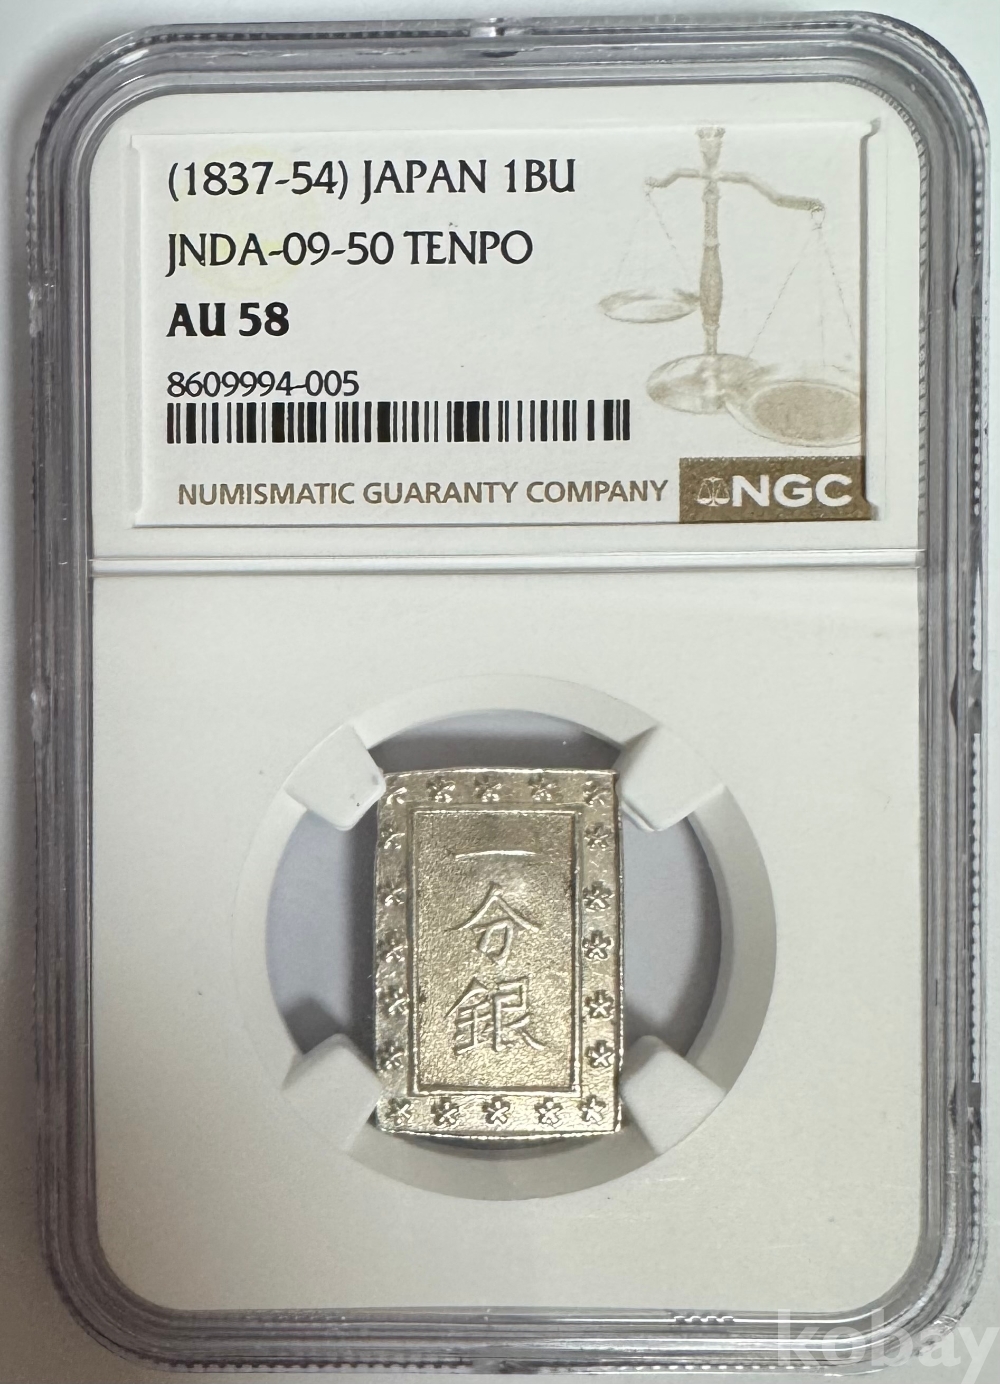 (1837-54) JAPAN 1BU
JNDA-09-50 TENPO
AU 58
8609994-005
NUMISMATIC GUARANTY COMPANY NGC
一
分
銀
kobay